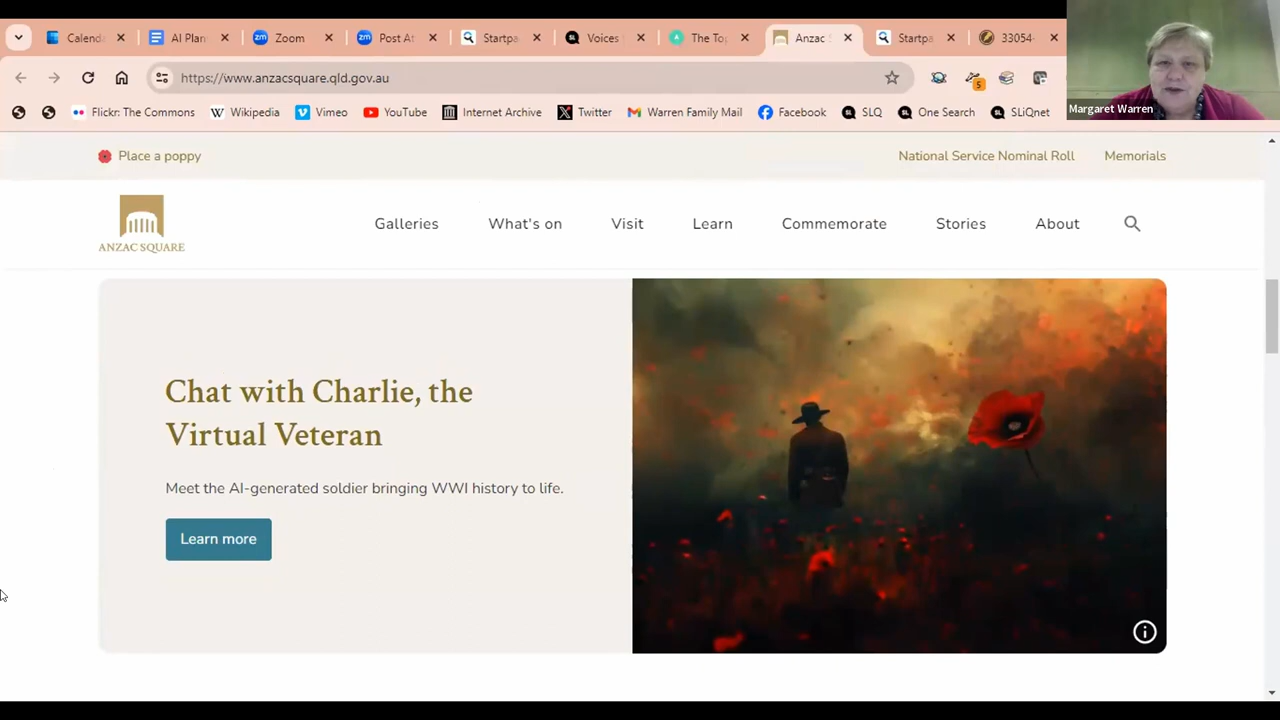 Calenda
AI Plan
Zoom
Post At
Startpa
Voices
The To
Anzac
Startpa
33054-
https://www.anzacsquare.qld.gov.au
5
Flickr: The Commons
Wikipedia
Vimeo
YouTube
Internet Archive
Twitter
Warren Family Mail
Facebook
SLQ
One Search
SLiQnet
Margaret Warren
Place a poppy
National Service Nominal Roll
Memorials
ANZAC SQUARE
Galleries
What's on
Visit
Learn
Commemorate
Stories
About
Chat with Charlie, the
Virtual Veteran
Meet the AI-generated soldier bringing WWI history to life.
Learn more